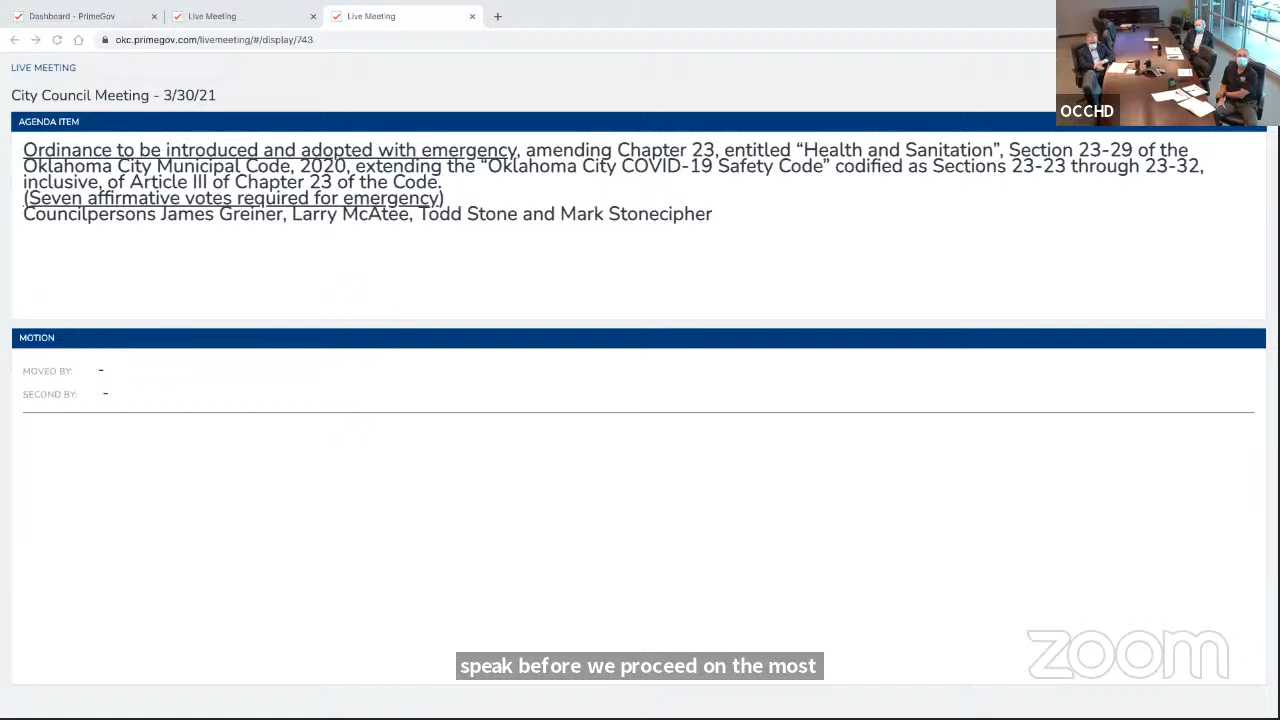 Dashboard - PrimeGov
Live Meeting
Live Meeting
okc.primegov.com/livemeeting/#/display/743
LIVE MEETING
City Council Meeting - 3/30/21
OCCHD
AGENDA ITEM
Ordinance to be introduced and adopted with emergency, amending Chapter 23, entitled “Health and Sanitation”, Section 23-29 of the
Oklahoma City Municipal Code, 2020, extending the “Oklahoma City COVID-19 Safety Code” codified as Sections 23-23 through 23-32,
inclusive, of Article III of Chapter 23 of the Code.
(Seven affirmative votes required for emergency)
Councilpersons James Greiner, Larry McAtee, Todd Stone and Mark Stonecipher
MOTION
MOVED BY: -
SECOND BY: -
speak before we proceed on the most
zoom